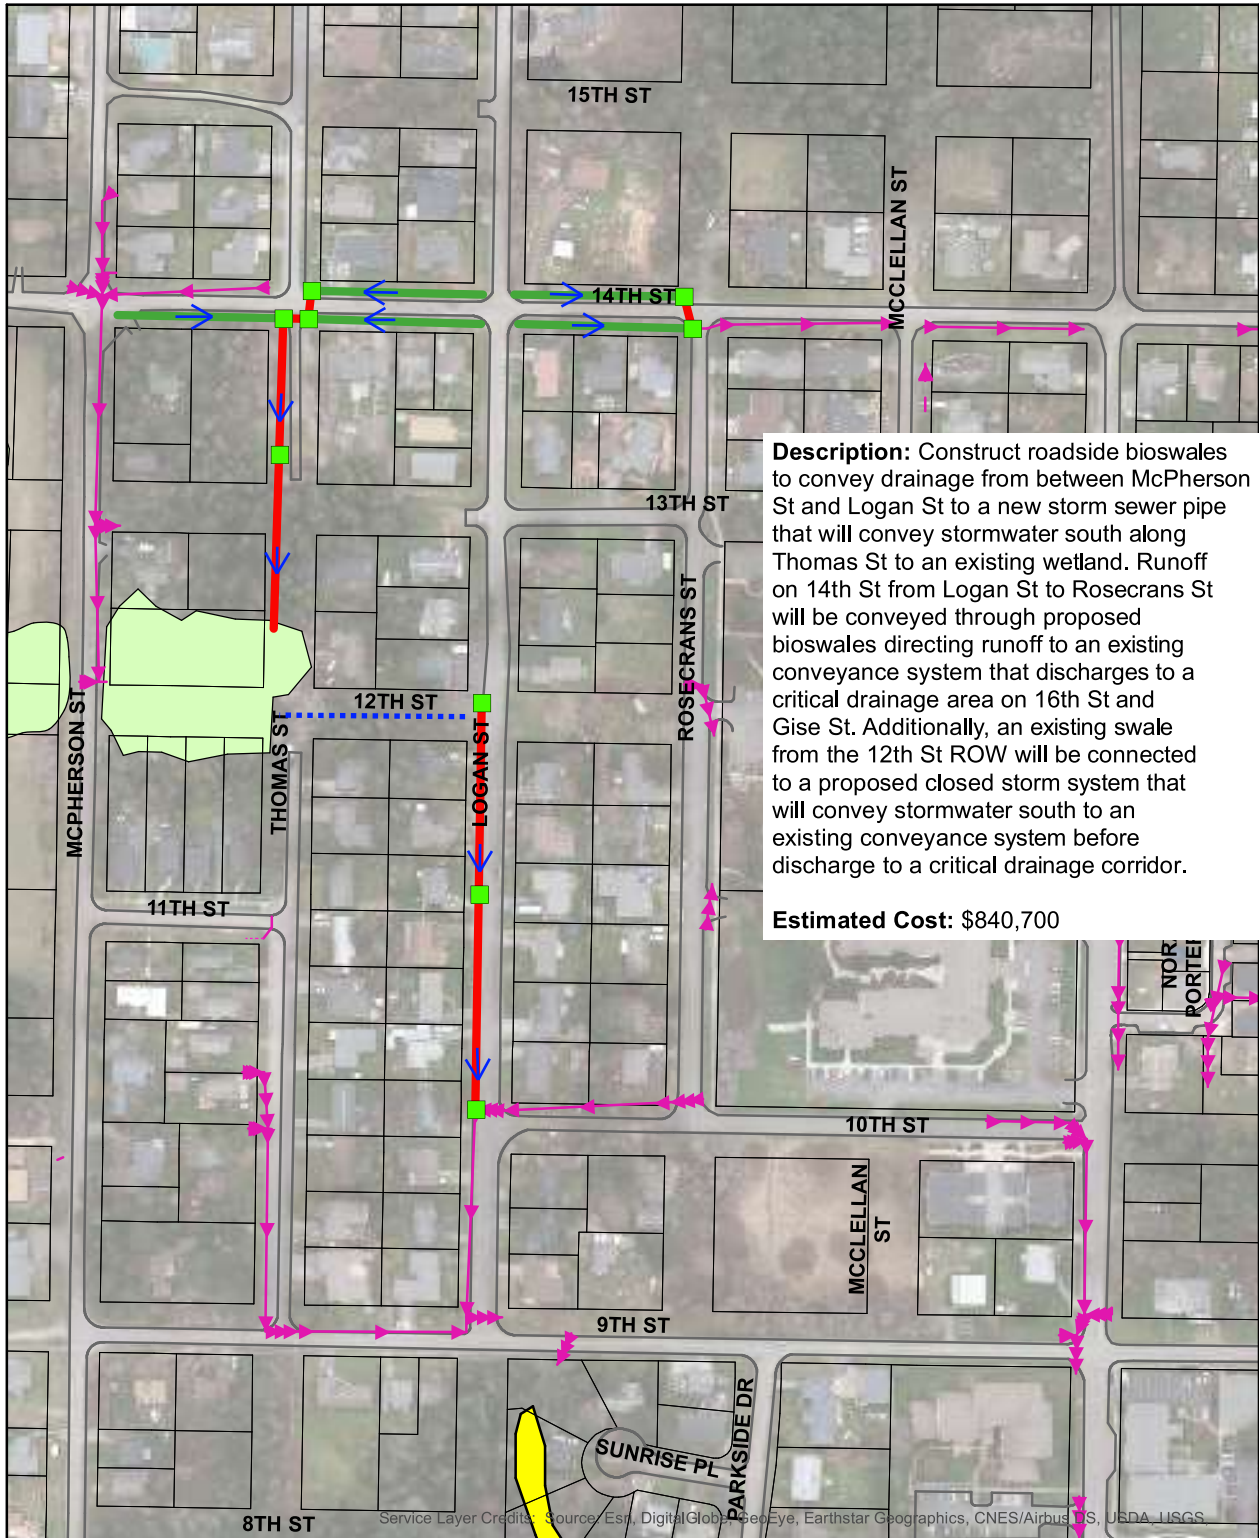 15TH ST
MCCLELLAN ST
14TH ST
Description: Construct roadside bioswales
to convey drainage from between McPherson
St and Logan St to a new storm sewer pipe
that will convey stormwater south along
Thomas St to an existing wetland. Runoff
on 14th St from Logan St to Rosecrans St
will be conveyed through proposed
bioswales directing runoff to an existing
conveyance system that discharges to a
critical drainage area on 16th St and
Gise St. Additionally, an existing swale
from the 12th St ROW will be connected
to a proposed closed storm system that
will convey stormwater south to an
existing conveyance system before
discharge to a critical drainage corridor.
Estimated Cost: $840,700
13TH ST
ROSECRANS ST
12TH ST
MCPHERSON ST
THOMAS ST
LOGAN ST
11TH ST
PORTER
10TH ST
MCCLELLAN
ST
9TH ST
PARKSIDE DR
SUNRISE PL
8TH ST
Service Layer Credits: Source: Esri, DigitalGlobe, GeoEye, Earthstar Geographics, CNES/Airbus DS, USDA, USGS,